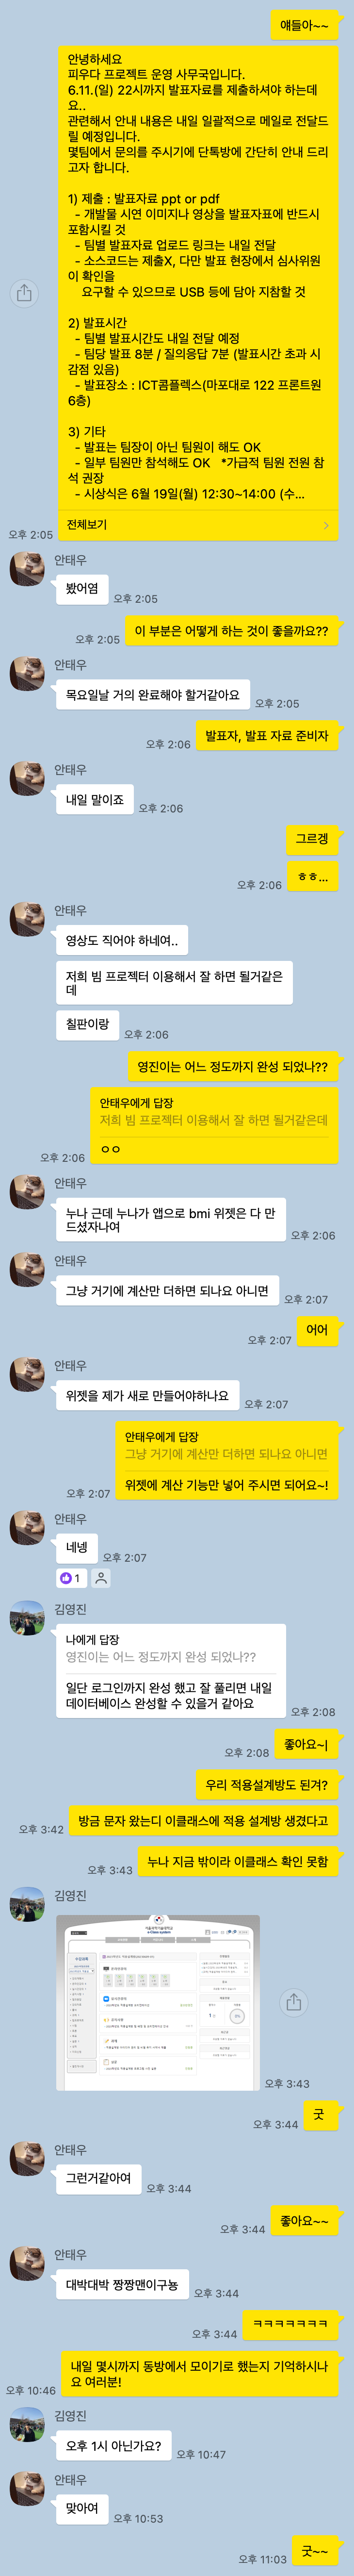 얘들아~~
안녕하세요
피우다 프로젝트 운영 사무국입니다.
6.11.(일) 22시까지 발표자료를 제출하셔야 하는데
요..
관련해서 안내 내용은 내일 일괄적으로 메일로 전달드
릴 예정입니다.
몇팀에서 문의를 주시기에 단톡방에 간단히 안내 드리
고자 합니다.
1) 제출 : 발표자료 ppt or pdf
- 개발물 시연 이미지나 영상을 발표자료에 반드시
포함시킬 것
- 팀별 발표자료 업로드 링크는 내일 전달
- 소스코드는 제출X, 다만 발표 현장에서 심사위원
이 확인을
요구할 수 있으므로 USB 등에 담아 지참할 것
2) 발표시간
- 팀별 발표시간도 내일 전달 예정
- 팀당 발표 8분 / 질의응답 7분 (발표시간 초과 시
감점 있음)
- 발표장소 : ICT콤플렉스(마포대로 122 프론트원
6층)
3) 기타
- 발표는 팀장이 아닌 팀원이 해도 OK
- 일부 팀원만 참석해도 OK *가급적 팀원 전원 참
석 권장
- 시상식은 6월 19일(월) 12:30~14:00 (수...
전체보기
오후 2:05
안태우
봤어염
오후 2:05
이 부분은 어떻게 하는 것이 좋을까요??
오후 2:05
안태우
목요일날 거의 완료해야 할거같아요
오후 2:05
발표자, 발표 자료 준비자
오후 2:06
안태우
내일 말이죠
오후 2:06
그르겡
ㅎㅎ...
오후 2:06
안태우
영상도 직어야 하네여..
저희 빔 프로젝터 이용해서 잘 하면 될거같은
데
칠판이랑
오후 2:06
영진이는 어느 정도까지 완성 되었나??
안태우에게 답장
저희 빔 프로젝터 이용해서 잘 하면 될거같은데
ㅇㅇ
오후 2:06
안태우
누나 근데 누나가 앱으로 bmi 위젯은 다 만
드셨자나여
오후 2:06
안태우
그냥 거기에 계산만 더하면 되나요 아니면
오후 2:07
어어
오후 2:07
안태우
위젯을 제가 새로 만들어야하나요
오후 2:07
안태우에게 답장
그냥 거기에 계산만 더하면 되나요 아니면
위젯에 계산 기능만 넣어 주시면 되어요~!
오후 2:07
안태우
네넹
오후 2:07
1
김영진
나에게 답장
영진이는 어느 정도까지 완성 되었나??
일단 로그인까지 완성 했고 잘 풀리면 내일
데이터베이스 완성할 수 있을거 같아요
오후 2:08
좋아요~|
오후 2:08
우리 적용설계방도 된겨?
방금 문자 왔는디 이클래스에 적용 설계방 생겼다고
오후 3:42
누나 지금 밖이라 이클래스 확인 못함
오후 3:43
김영진
오후 3:43
굿
오후 3:44
안태우
그런거같아여
오후 3:44
좋아요~~
오후 3:44
안태우
대박대박 짱짱맨이구뇽
오후 3:44
ㅋㅋㅋㅋㅋㅋㅋ
오후 3:44
내일 몇시까지 동방에서 모이기로 했는지 기억하시나
요 여러분!
오후 10:46
김영진
오후 1시 아닌가요?
오후 10:47
안태우
맞아여
오후 10:53
굿~~
오후 11:03